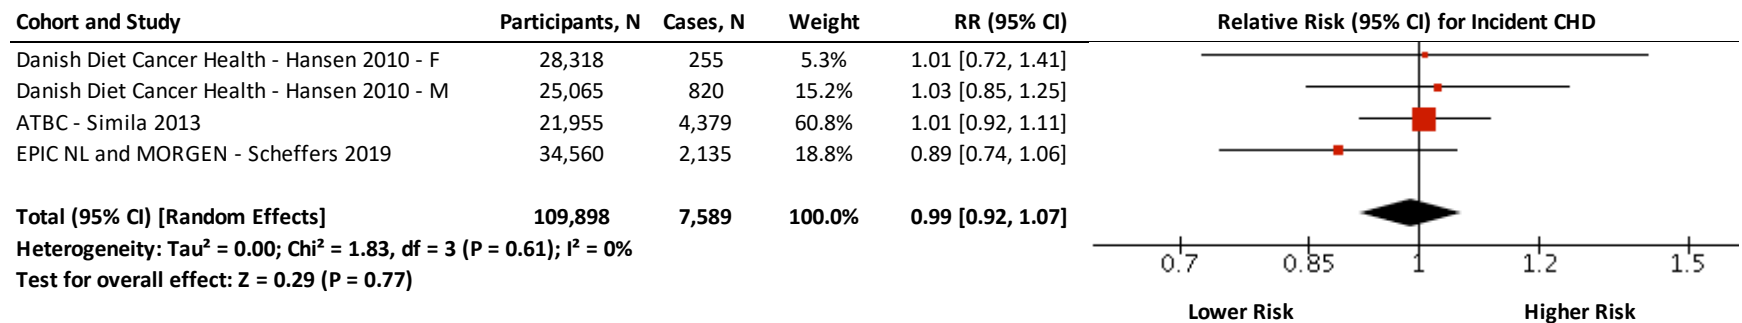 Cohort and Study Participants, N Cases, N Weight RR (95% CI) Relative Risk (95% CI) for Incident CHD
Danish Diet Cancer Health - Hansen 2010 - F 28,318 255 5.3% 1.01 [0.72, 1.41]
Danish Diet Cancer Health - Hansen 2010 - M 25,065 820 15.2% 1.03 [0.85, 1.25]
ATBC - Simila 2013 21,955 4,379 60.8% 1.01 [0.92, 1.11]
EPIC NL and MORGEN - Scheffers 2019 34,560 2,135 18.8% 0.89 [0.74, 1.06]
Total (95% CI) [Random Effects] 109,898 7,589 100.0% 0.99 [0.92, 1.07]
Heterogeneity: Tau² = 0.00; Chi² = 1.83, df = 3 (P = 0.61); I² = 0%
Test for overall effect: Z = 0.29 (P = 0.77)
0.7 0.85 1 1.2 1.5
Lower Risk Higher Risk